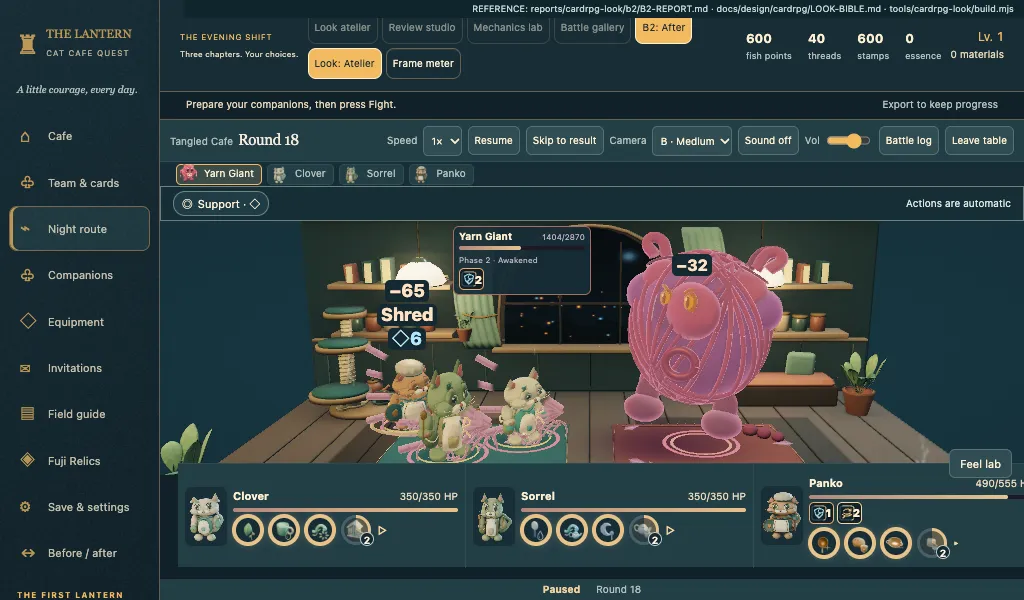 REFERENCE: reports/cardrpg-look/b2/B2-REPORT.md · docs/design/cardrpg/LOOK-BIBLE.md · tools/cardrpg-look/build.mjs
THE LANTERN
CAT CAFE QUEST
A little courage, every day.
Cafe
Team & cards
Night route
Companions
Equipment
Invitations
Field guide
Fuji Relics
Save & settings
Before / after
THE FIRST LANTERN
THE EVENING SHIFT
Three chapters. Your choices.
Look atelier
Review studio
Mechanics lab
Battle gallery
B2: After
Look: Atelier
Frame meter
600
fish points
40
threads
600
stamps
0
essence
Lv. 1
0 materials
Prepare your companions, then press Fight.
Export to keep progress
Tangled Cafe Round 18
Speed
1x
Resume
Skip to result
Camera
B · Medium
Sound off
Vol
Battle log
Leave table
Yarn Giant
Clover
Sorrel
Panko
Support ·
Actions are automatic
Yarn Giant 1404/2870
Phase 2 · Awakened
2
−32
−65
Shred
6
Feel lab
Clover 350/350 HP
2
Sorrel 350/350 HP
2
Panko 490/555 H
1
2
2
Paused Round 18